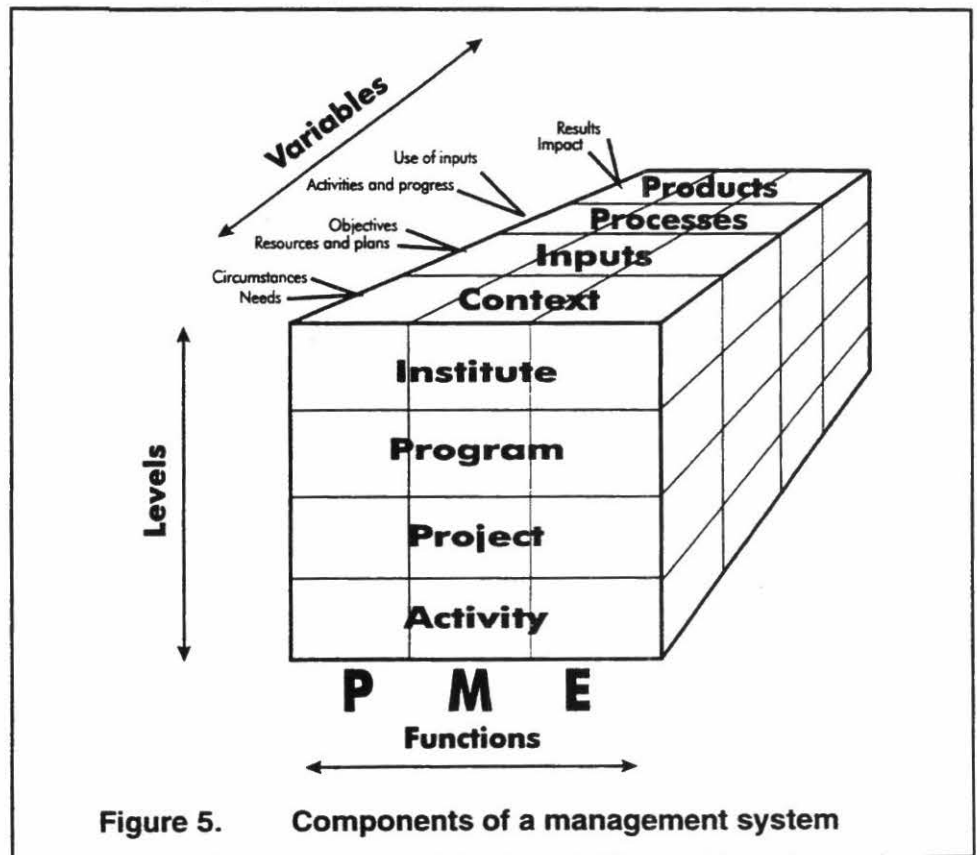 Variables
Results
Impact
Use of inputs
Activities and progress
Objectives
Resources and plans
Circumstances
Needs
Products
Processes
Inputs
Context
Levels
Institute
Program
Project
Activity
P M E
Functions
Figure 5. Components of a management system